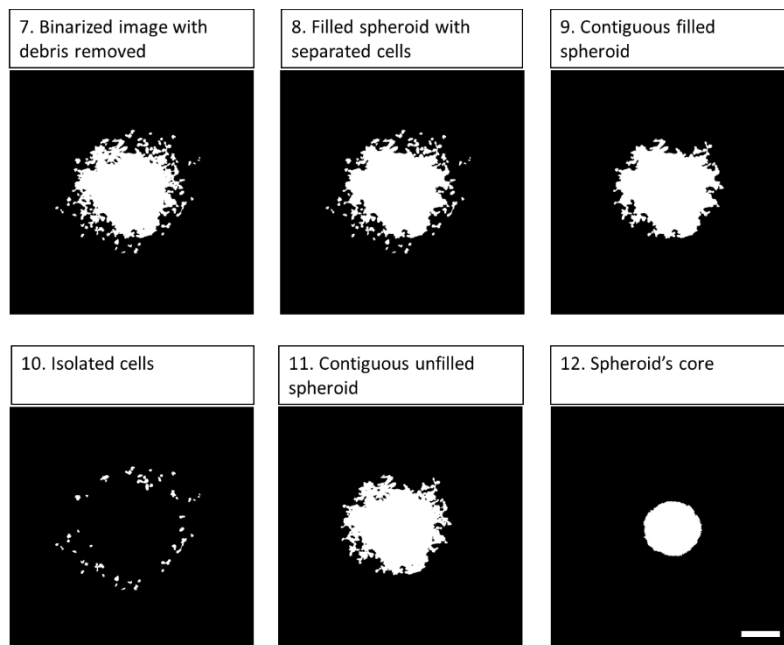 7. Binarized image with
debris removed
8. Filled spheroid with
separated cells
9. Contiguous filled
spheroid
10. Isolated cells
11. Contiguous unfilled
spheroid
12. Spheroid’s core